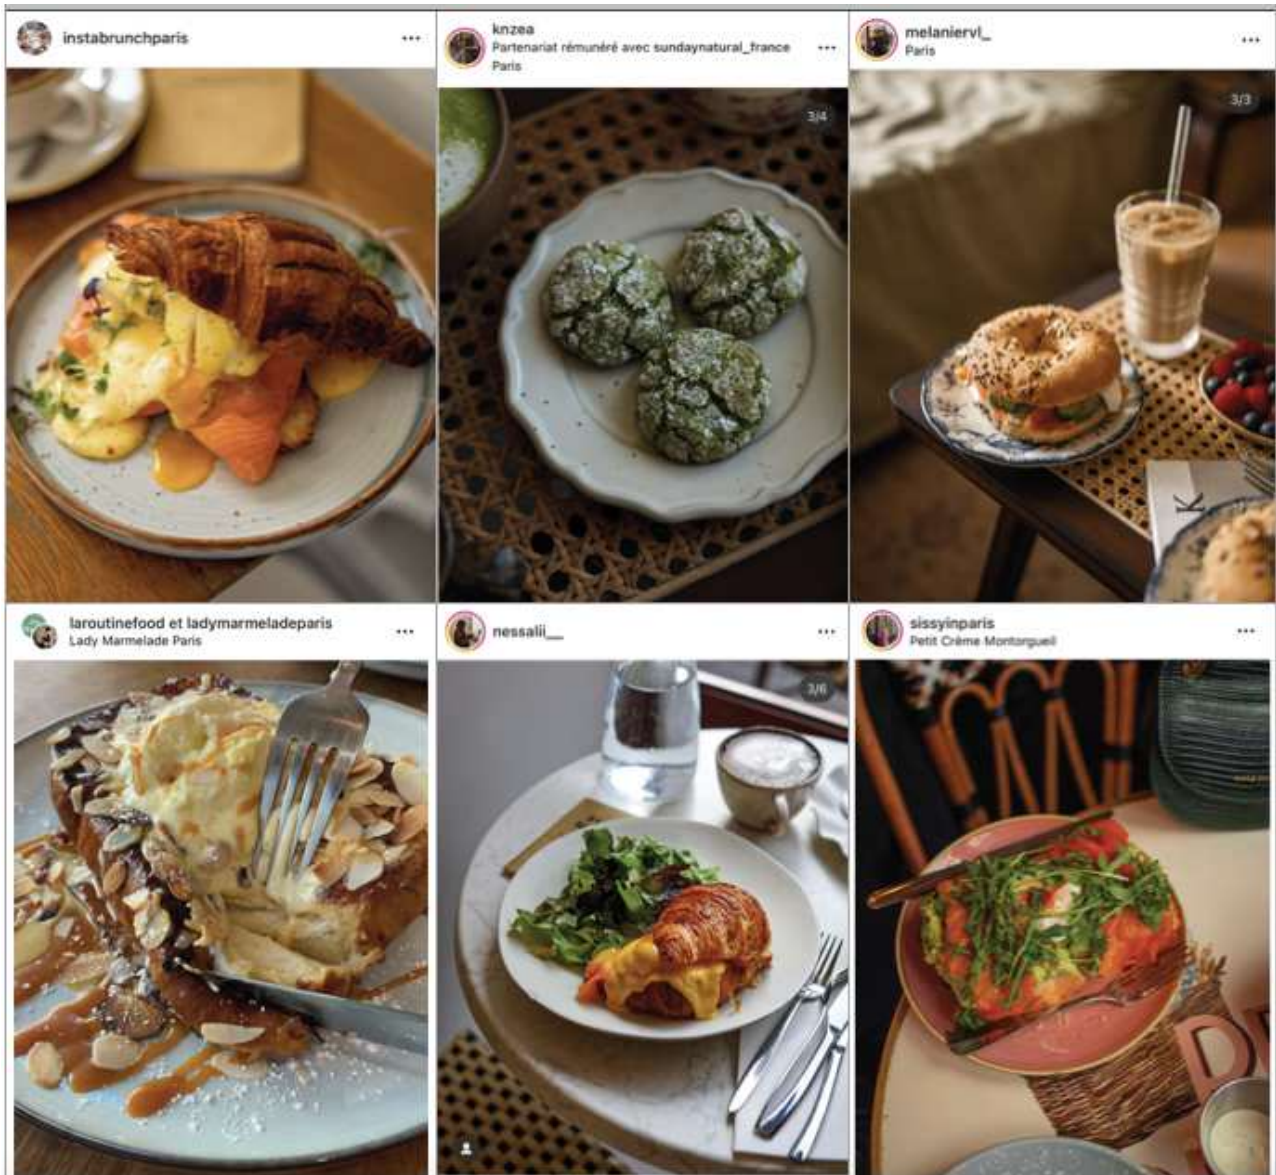 instabrunchparis
knzea
Partenariat rémunéré avec sundaynatural_france
Paris
melaniervl_
Paris
3/4
3/3
K
laroutinefood et ladymarmeladeparis
Lady Marmelade Paris
nessalii__
sissyinparis
Petit Crème Montorgueil
3/6
D